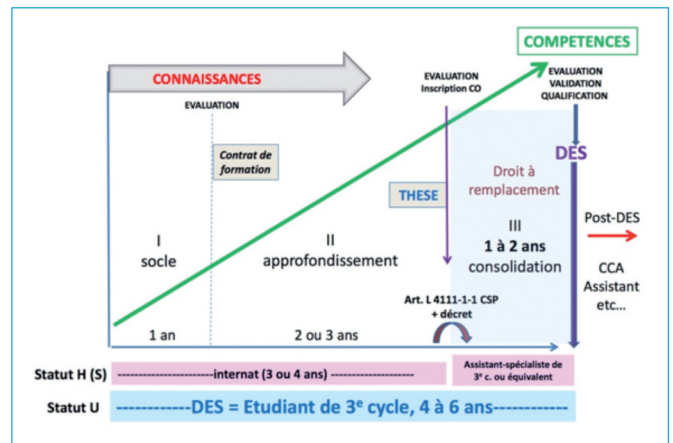 COMPETENCES
CONNAISSANCES
EVALUATION
Contrat de
formation
EVALUATION
Inscription CO
EVALUATION
VALIDATION
QUALIFICATION
DES
THESE
Droit à
remplacement
I
socle
II
approfondissement
III
1 à 2 ans
consolidation
Post-DES
CCA
Assistant
etc...
Art. L 4111-1-1 CSP
+ décret
1 an
2 ou 3 ans
Statut H (S)
----------------------internat (3 ou 4 ans) -------------------
Assistant-spécialiste de
3e c. ou équivalent
Statut U
------------DES = Etudiant de 3e cycle, 4 à 6 ans------------